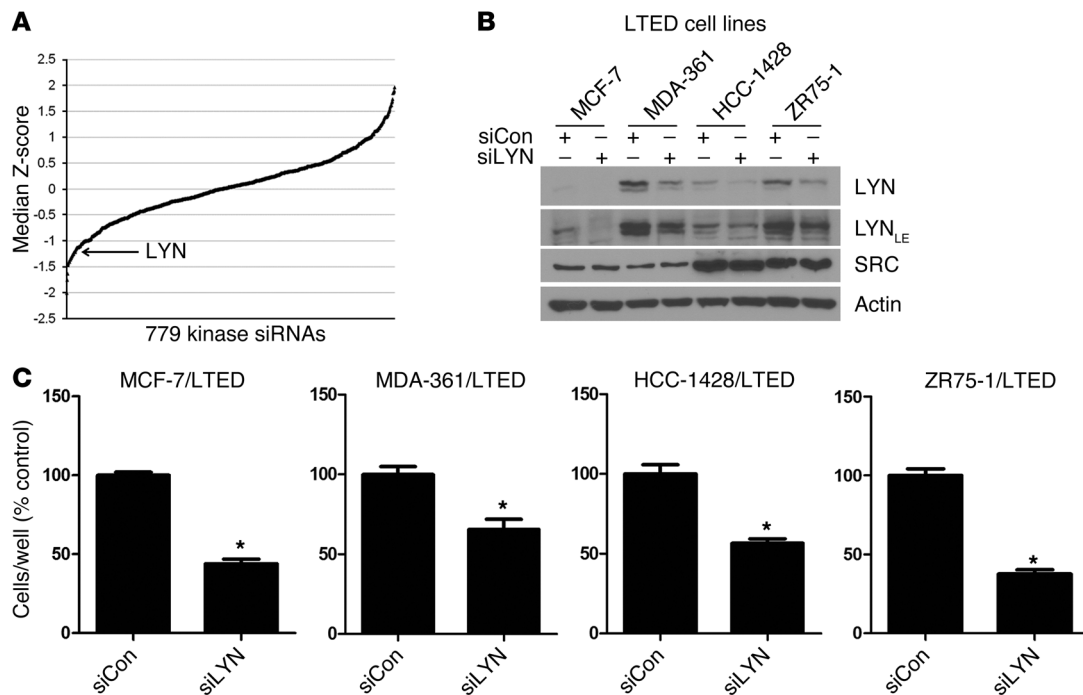 A
Median Z-score
2.5
2
1.5
1
0.5
0
-0.5
-1
-1.5
-2
-2.5
LYN
779 kinase siRNAs
B
LTED cell lines
MCF-7 MDA-361 HCC-1428 ZR75-1
siCon + – + – + – + –
siLYN – + – + – + – +
LYN
LYN LE
SRC
Actin
C
Cells/well (% control)
MCF-7/LTED
150
100
50
0
*
siCon siLYN
MDA-361/LTED
150
100
50
0
*
siCon siLYN
HCC-1428/LTED
150
100
50
0
*
siCon siLYN
ZR75-1/LTED
150
100
50
0
*
siCon siLYN